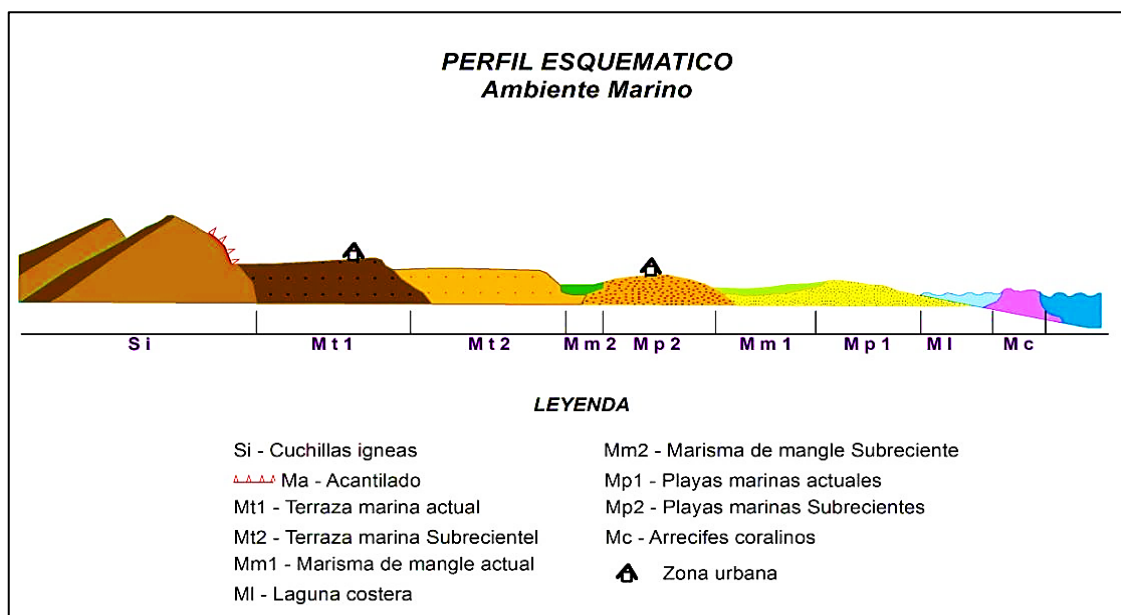 PERFIL ESQUEMATICO
Ambiente Marino
Si Mt1 Mt2 Mm2 Mp2 Mm1 Mp1 Ml Mc
LEYENDA
Si - Cuchillas igneas
Ma - Acantilado
Mt1 - Terraza marina actual
Mt2 - Terraza marina Subrecientel
Mm1 - Marisma de mangle actual
Ml - Laguna costera
Mm2 - Marisma de mangle Subreciente
Mp1 - Playas marinas actuales
Mp2 - Playas marinas Subrecientes
Mc - Arrecifes coralinos
Zona urbana